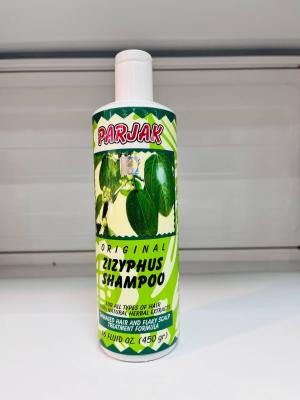 PARJAK
ORIGINAL
ZIZYPHUS
SHAMPOO
FOR ALL TYPES OF HAIR
NATURAL HERBAL EXTRACTS
DAMAGED HAIR AND FLAKY SCALP
TREATMENT FORMULA
16 FLUID OZ. (450 gr)